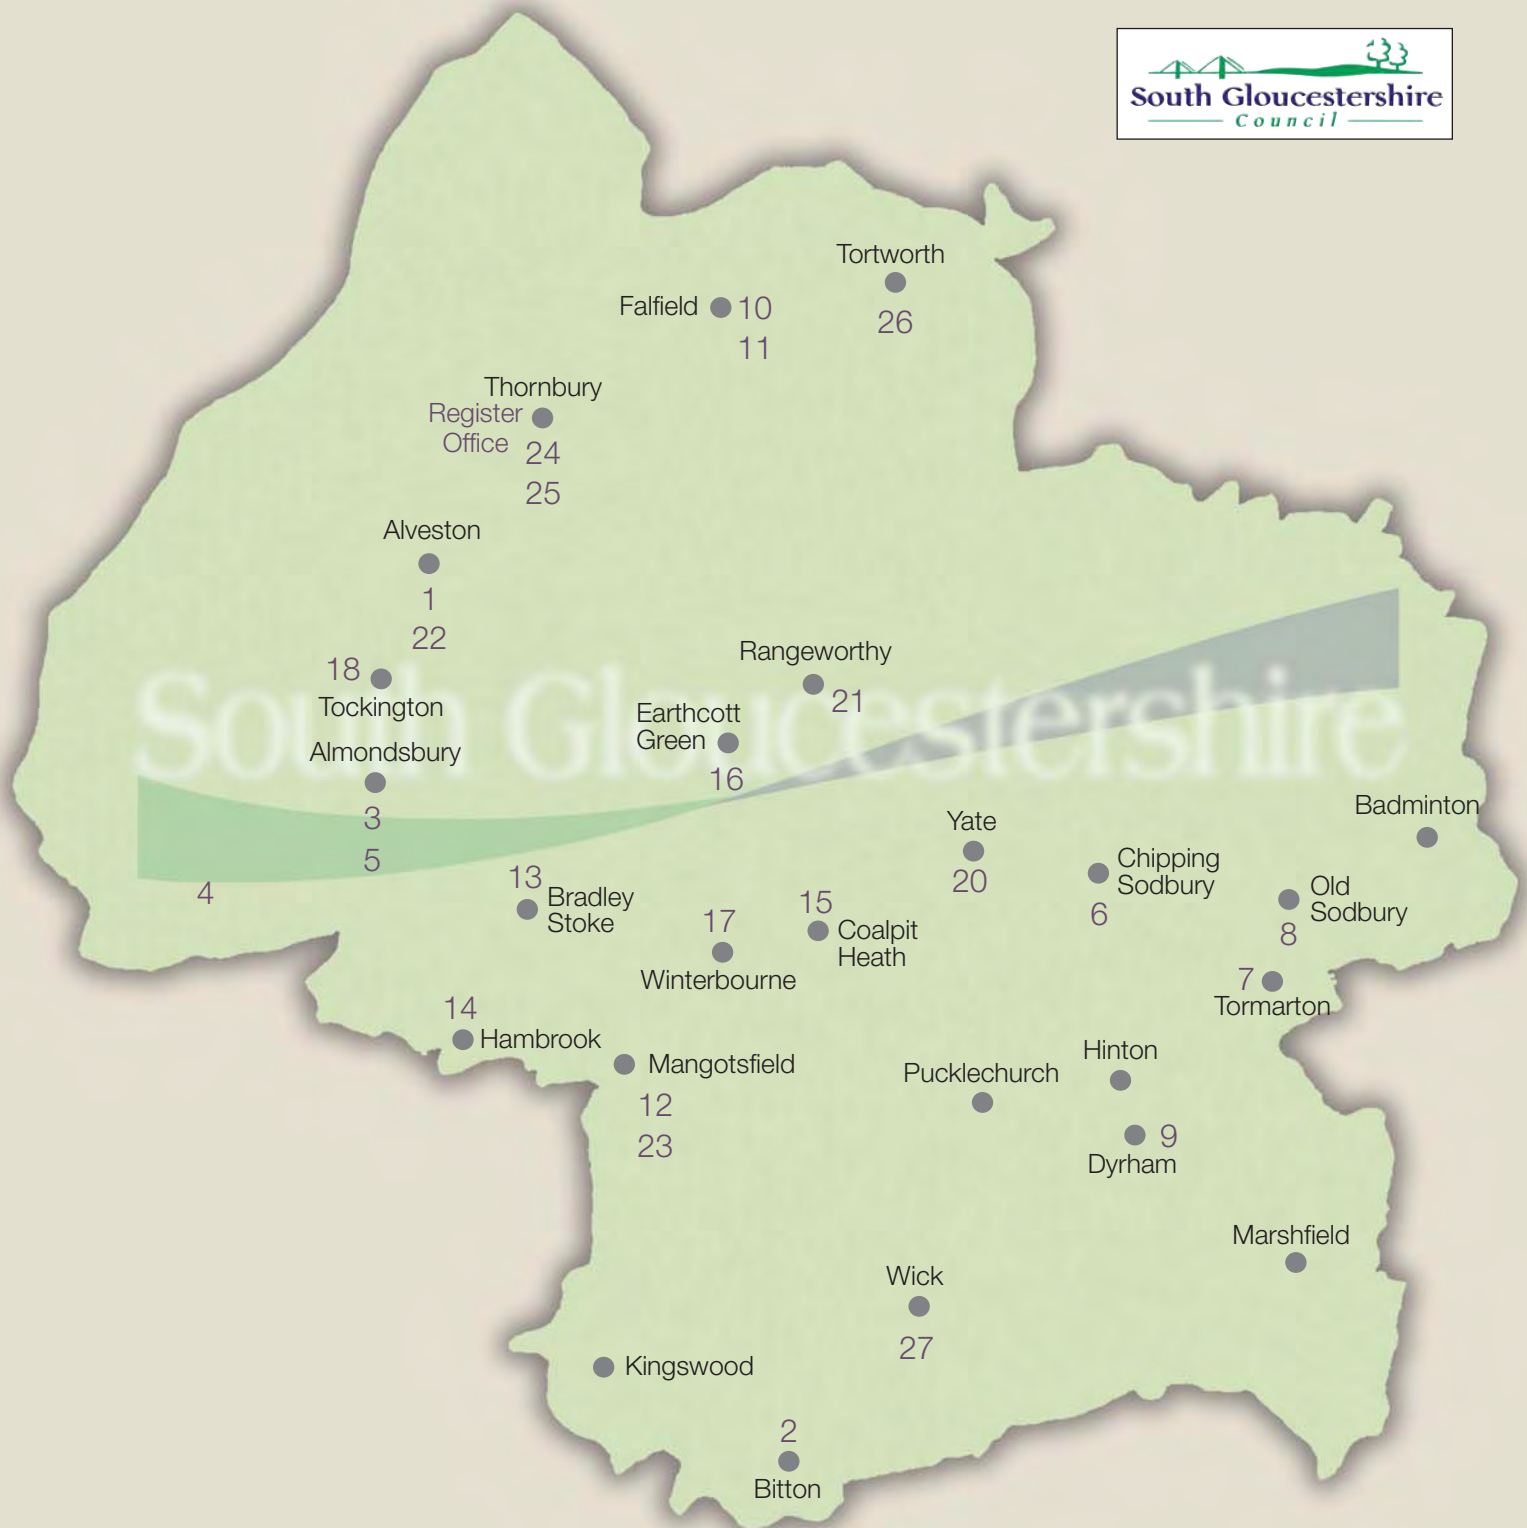 South Gloucestershire
Council
Tortworth
26
Falfield
10
11
Thornbury
Register
Office
24
25
Alveston
1
22
18
Tockington
Rangeworthy
21
South Gloucestershire
Earthcott
Green
16
Almondsbury
3
5
4
13
Bradley
Stoke
17
Winterbourne
15
Coalpit
Heath
Yate
20
Chipping
Sodbury
6
Badminton
Old
Sodbury
8
7
Tormarton
14
Hambrook
Mangotsfield
12
23
Pucklechurch
Hinton
9
Dyrham
Marshfield
Wick
27
Kingswood
2
Bitton